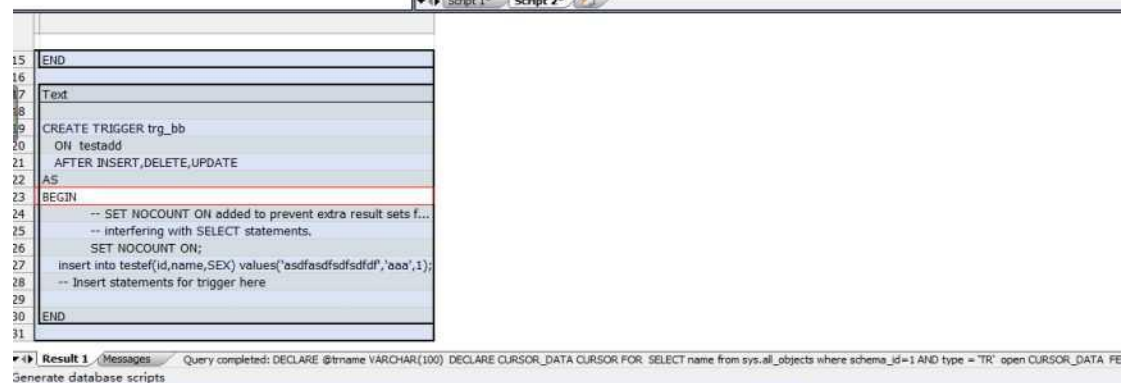 Script 1* Script 2*
15 END
16
17 Text
18
19 CREATE TRIGGER trg_bb
20 ON testadd
21 AFTER INSERT,DELETE,UPDATE
22 AS
23 BEGIN
24 -- SET NOCOUNT ON added to prevent extra result sets f...
25 -- interfering with SELECT statements.
26 SET NOCOUNT ON;
27 insert into testef(id,name,SEX) values('asdfasdfsdfsdfdf','aaa',1);
28 -- Insert statements for trigger here
29
30 END
31
Result 1 Messages Query completed: DECLARE @trname VARCHAR(100) DECLARE CURSOR_DATA CURSOR FOR SELECT name from sys.all_objects where schema_id=1 AND type = 'TR' open CURSOR_DATA FE
Generate database scripts